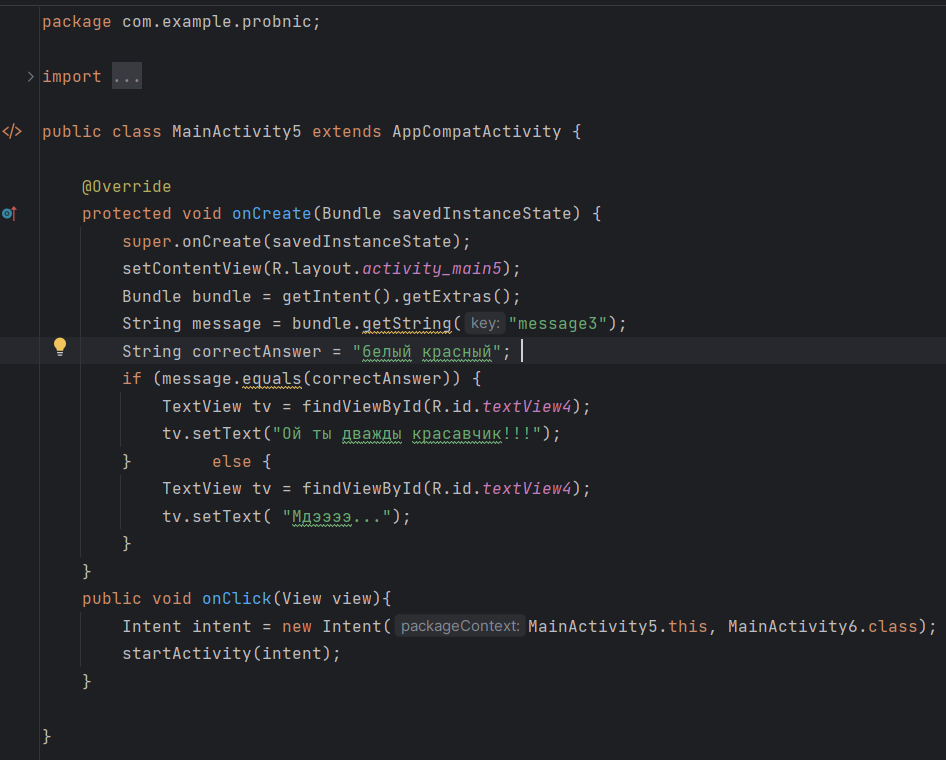 package com.example.probnic;
import ...
public class MainActivity5 extends AppCompatActivity {
@Override
protected void onCreate(Bundle savedInstanceState) {
super.onCreate(savedInstanceState);
setContentView(R.layout.activity_main5);
Bundle bundle = getIntent().getExtras();
String message = bundle.getString( key: "message3");
String correctAnswer = "белый красный";
if (message.equals(correctAnswer)) {
TextView tv = findViewById(R.id.textView4);
tv.setText("Ой ты дважды красавчик!!!");
} else {
TextView tv = findViewById(R.id.textView4);
tv.setText( "Мдэээээ...");
}
}
public void onClick(View view){
Intent intent = new Intent( packageContext: MainActivity5.this, MainActivity6.class);
startActivity(intent);
}
}